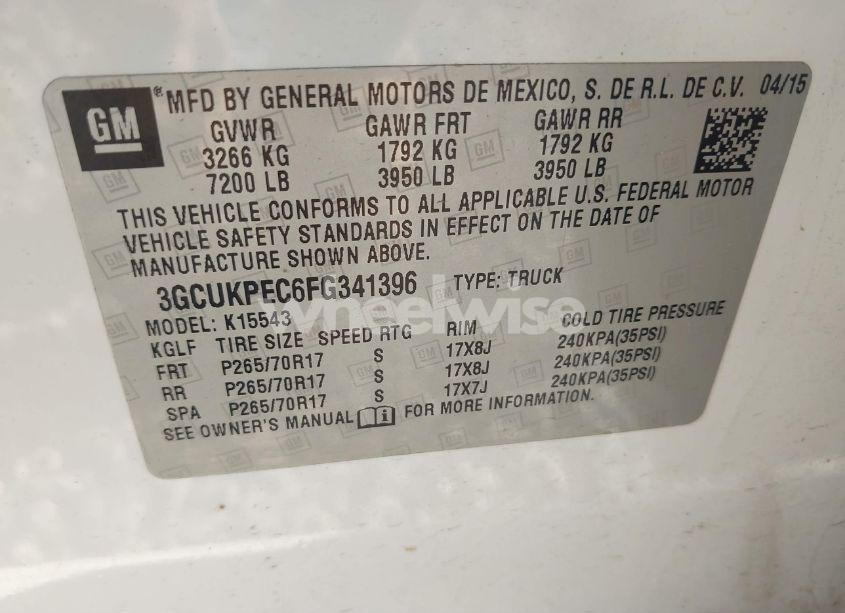 GM ® MFD BY GENERAL MOTORS DE MEXICO, S. DE R.L. DE C.V. 04/15
GVWR GAWR FRT GAWR RR
3266 KG 1792 KG 1792 KG
7200 LB 3950 LB 3950 LB
THIS VEHICLE CONFORMS TO ALL APPLICABLE U.S. FEDERAL MOTOR
VEHICLE SAFETY STANDARDS IN EFFECT ON THE DATE OF
MANUFACTURE SHOWN ABOVE.
3GCUKPEC6FG341396 TYPE: TRUCK
wheelwise
MODEL: K15543
KGLF TIRE SIZE SPEED RTG RIM COLD TIRE PRESSURE
FRT P265/70R17 S 17X8J 240KPA(35PSI)
RR P265/70R17 S 17X8J 240KPA(35PSI)
SPA P265/70R17 S 17X7J 240KPA(35PSI)
SEE OWNER'S MANUAL FOR MORE INFORMATION.